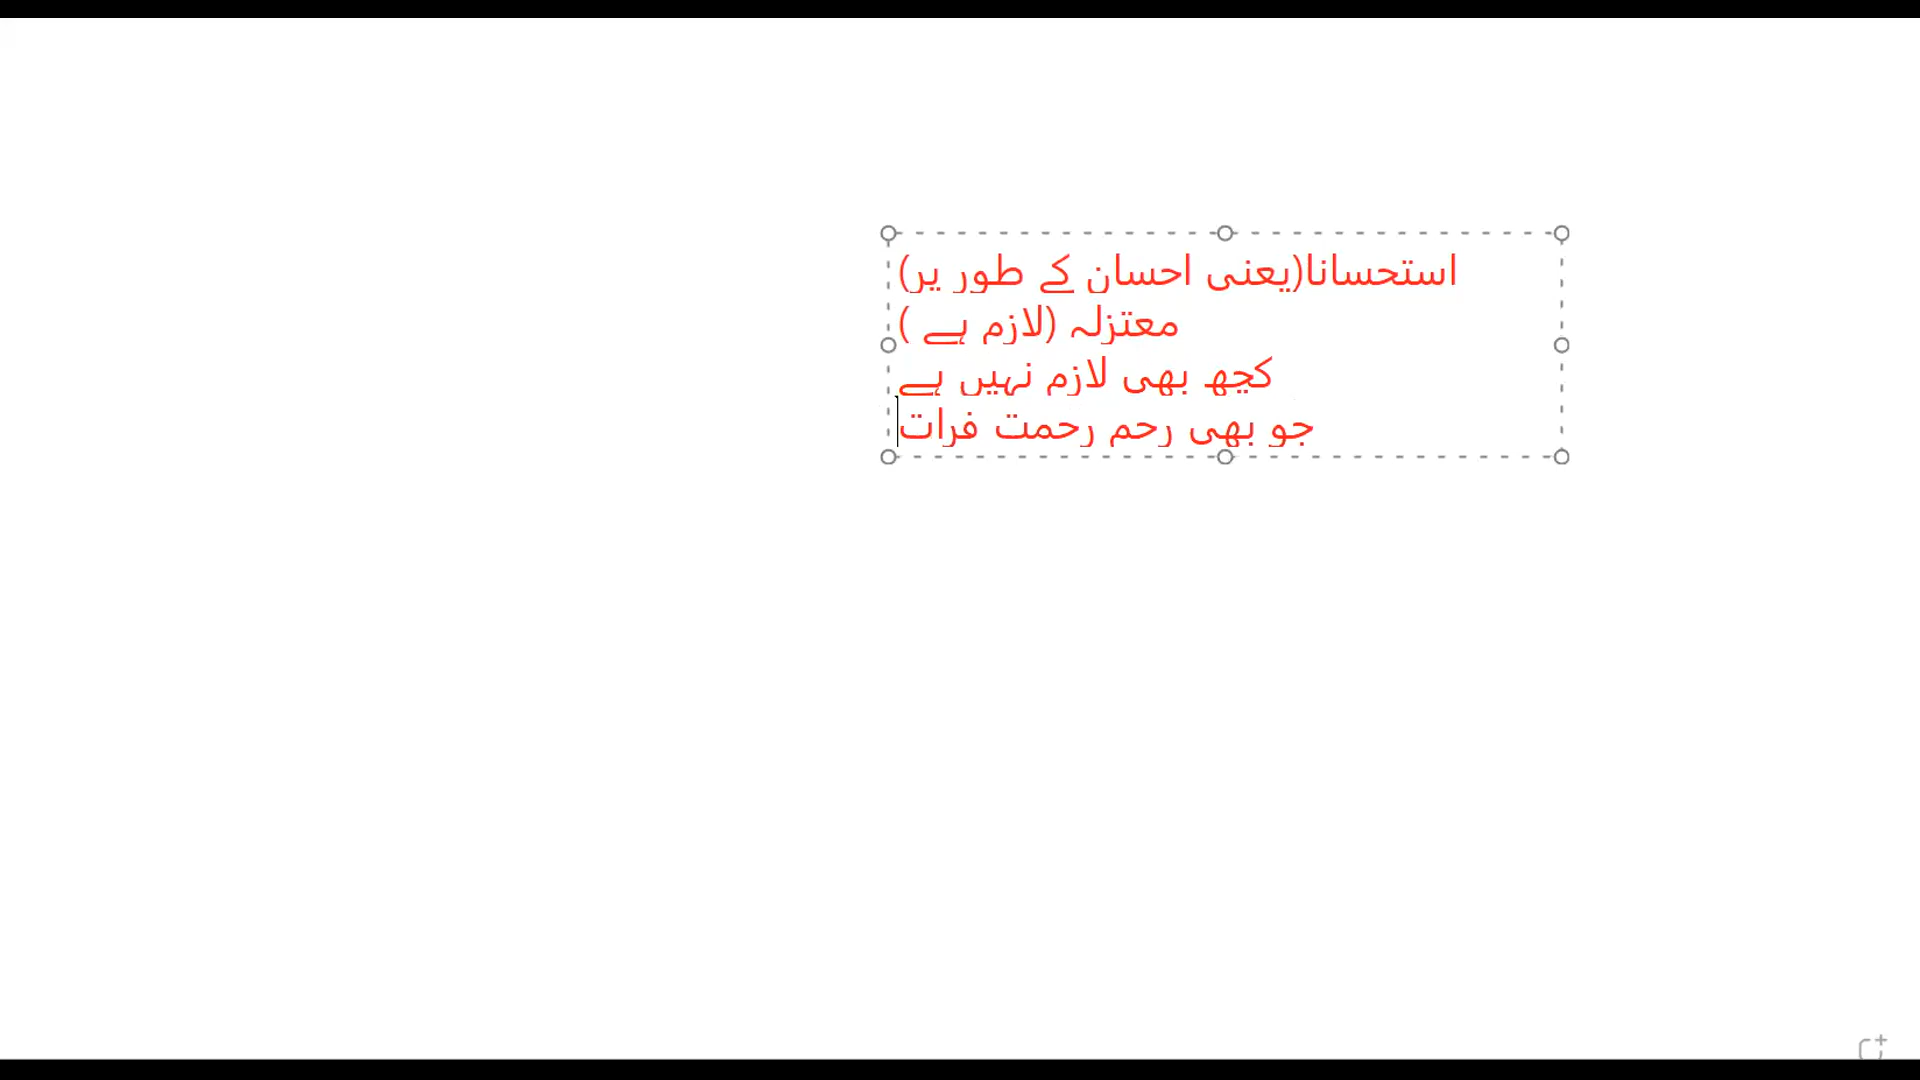 استحسانا(یعنی احسان کے طور پر)
معتزلہ (لازم ہے )
کچھ بھی لازم نہیں ہے
جو بھی رحم رحمت فرات